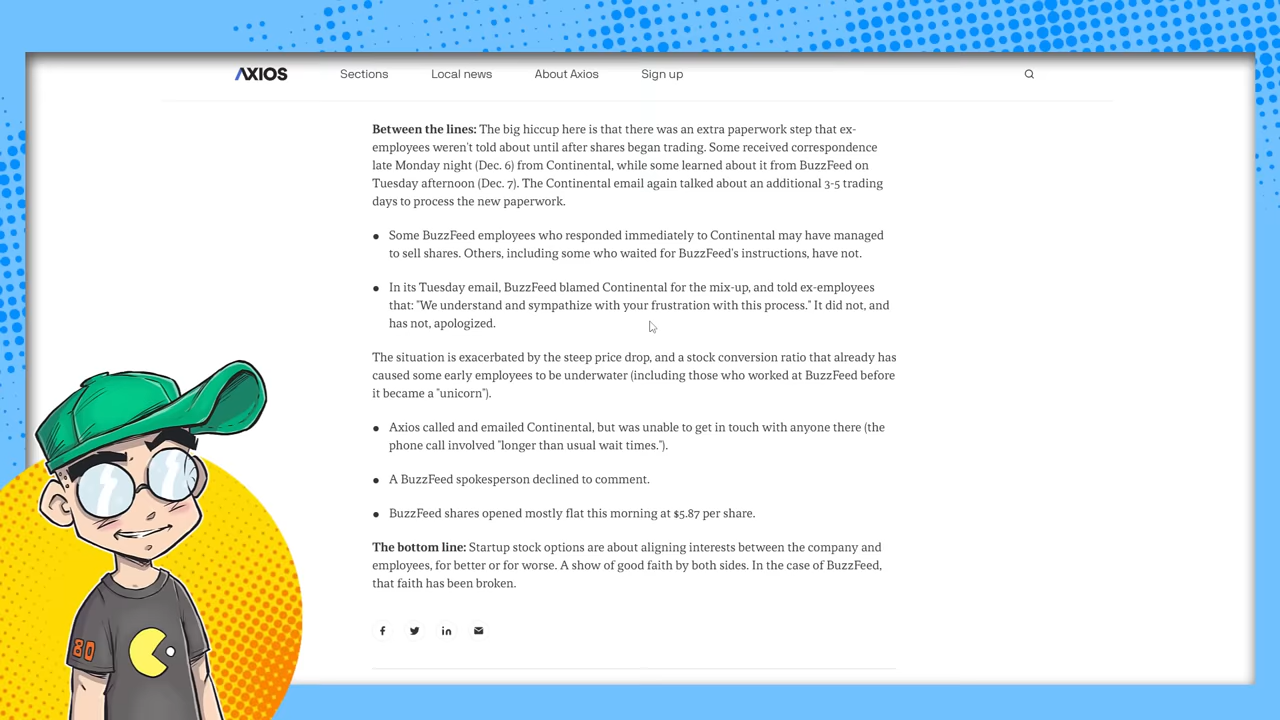 AXIOS Sections Local news About Axios Sign up
Between the lines: The big hiccup here is that there was an extra paperwork step that ex-
employees weren't told about until after shares began trading. Some received correspondence
late Monday night (Dec. 6) from Continental, while some learned about it from BuzzFeed on
Tuesday afternoon (Dec. 7). The Continental email again talked about an additional 3-5 trading
days to process the new paperwork.
● Some BuzzFeed employees who responded immediately to Continental may have managed
to sell shares. Others, including some who waited for BuzzFeed's instructions, have not.
● In its Tuesday email, BuzzFeed blamed Continental for the mix-up, and told ex-employees
that: "We understand and sympathize with your frustration with this process." It did not, and
has not, apologized.
The situation is exacerbated by the steep price drop, and a stock conversion ratio that already has
caused some early employees to be underwater (including those who worked at BuzzFeed before
it became a "unicorn").
● Axios called and emailed Continental, but was unable to get in touch with anyone there (the
phone call involved "longer than usual wait times.").
● A BuzzFeed spokesperson declined to comment.
● BuzzFeed shares opened mostly flat this morning at $5.87 per share.
The bottom line: Startup stock options are about aligning interests between the company and
employees, for better or for worse. A show of good faith by both sides. In the case of BuzzFeed,
that faith has been broken.
80